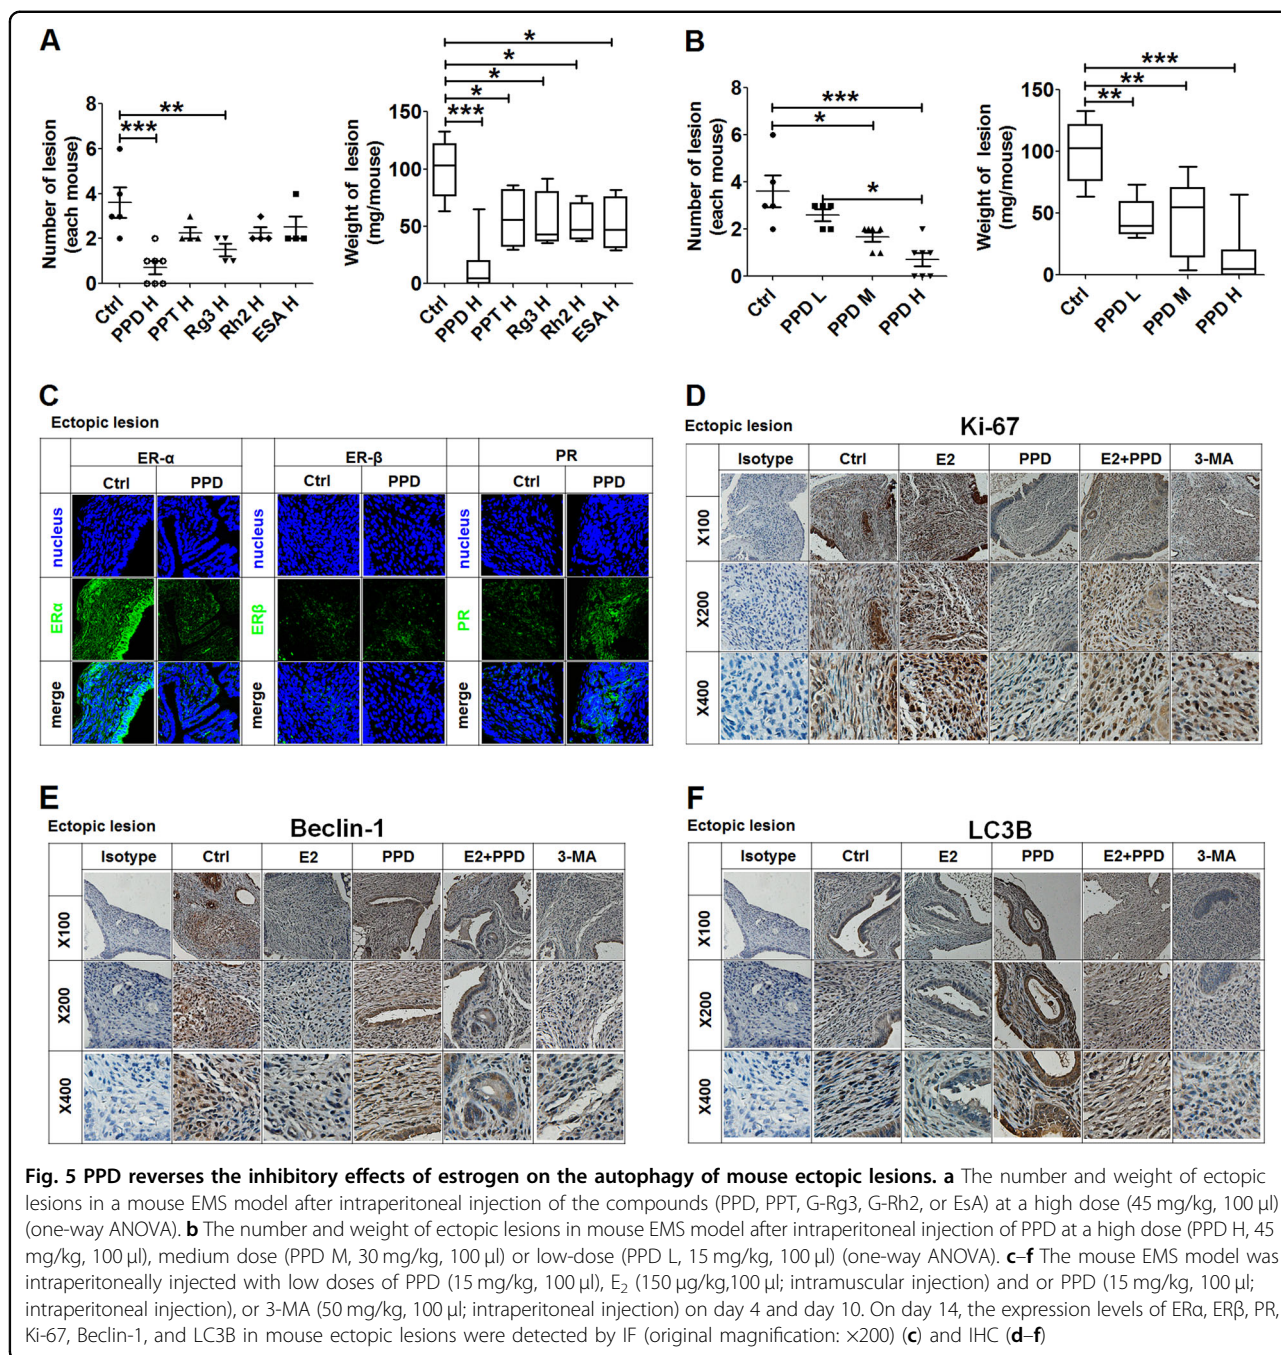 A
Number of lesion
(each mouse)
8
6
4
2
0
***
**
Ctrl
PPD H
PPT H
Rg3 H
Rh2 H
ESA H
Weight of lesion
(mg/mouse)
150
100
50
0
***
*
*
*
*
Ctrl
PPD H
PPT H
Rg3 H
Rh2 H
ESA H
B
Number of lesion
(each mouse)
8
6
4
2
0
***
*
*
Ctrl
PPD L
PPD M
PPD H
Weight of lesion
(mg/mouse)
150
100
50
0
***
**
**
Ctrl
PPD L
PPD M
PPD H
C
Ectopic lesion
ER-α ER-β PR
Ctrl PPD Ctrl PPD Ctrl PPD
nucleus nucleus nucleus
ERα ERβ PR
merge merge merge
D
Ectopic lesion Ki-67
Isotype Ctrl E2 PPD E2+PPD 3-MA
X100
X200
X400
E
Ectopic lesion Beclin-1
Isotype Ctrl E2 PPD E2+PPD 3-MA
X100
X200
X400
F
Ectopic lesion LC3B
Isotype Ctrl E2 PPD E2+PPD 3-MA
X100
X200
X400
Fig. 5 PPD reverses the inhibitory effects of estrogen on the autophagy of mouse ectopic lesions. a The number and weight of ectopic
lesions in a mouse EMS model after intraperitoneal injection of the compounds (PPD, PPT, G-Rg3, G-Rh2, or EsA) at a high dose (45 mg/kg, 100 µl)
(one-way ANOVA). b The number and weight of ectopic lesions in mouse EMS model after intraperitoneal injection of PPD at a high dose (PPD H, 45
mg/kg, 100 µl), medium dose (PPD M, 30 mg/kg, 100 µl) or low-dose (PPD L, 15 mg/kg, 100 µl) (one-way ANOVA). c–f The mouse EMS model was
intraperitoneally injected with low doses of PPD (15 mg/kg, 100 µl), E₂ (150 µg/kg,100 µl; intramuscular injection) and or PPD (15 mg/kg, 100 µl;
intraperitoneal injection), or 3-MA (50 mg/kg, 100 µl; intraperitoneal injection) on day 4 and day 10. On day 14, the expression levels of ERα, ERβ, PR,
Ki-67, Beclin-1, and LC3B in mouse ectopic lesions were detected by IF (original magnification: ×200) (c) and IHC (d–f)